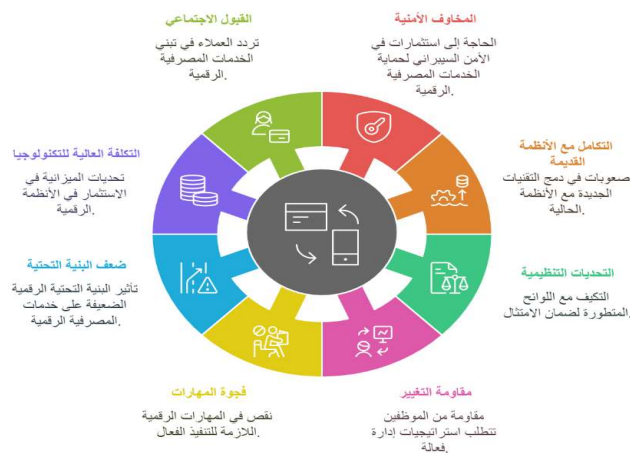 المخاوف الأمنية
الحاجة إلى استثمارات في
الأمن السيبراني لحماية
الخدمات المصرفية
الرقمية.
التكامل مع الأنظمة
القديمة
صعوبات في دمج التقنيات
الجديدة مع الأنظمة
الحالية.
التحديات التنظيمية
التكيف مع اللوائح
المتطورة لضمان الامتثال.
مقاومة التغيير
مقاومة من الموظفين
تتطلب استراتيجيات إدارة
فعالة.
فجوة المهارات
نقص في المهارات الرقمية
اللازمة للتنفيذ الفعال.
ضعف البنية التحتية
تأثير البنية التحتية الرقمية
الضعيفة على خدمات
المصرفية الرقمية.
التكلفة العالية للتكنولوجيا
تحديات الميزانية في
الاستثمار في الأنظمة
الرقمية.
القبول الاجتماعي
تردد العملاء في تبني
الخدمات المصرفية
الرقمية.